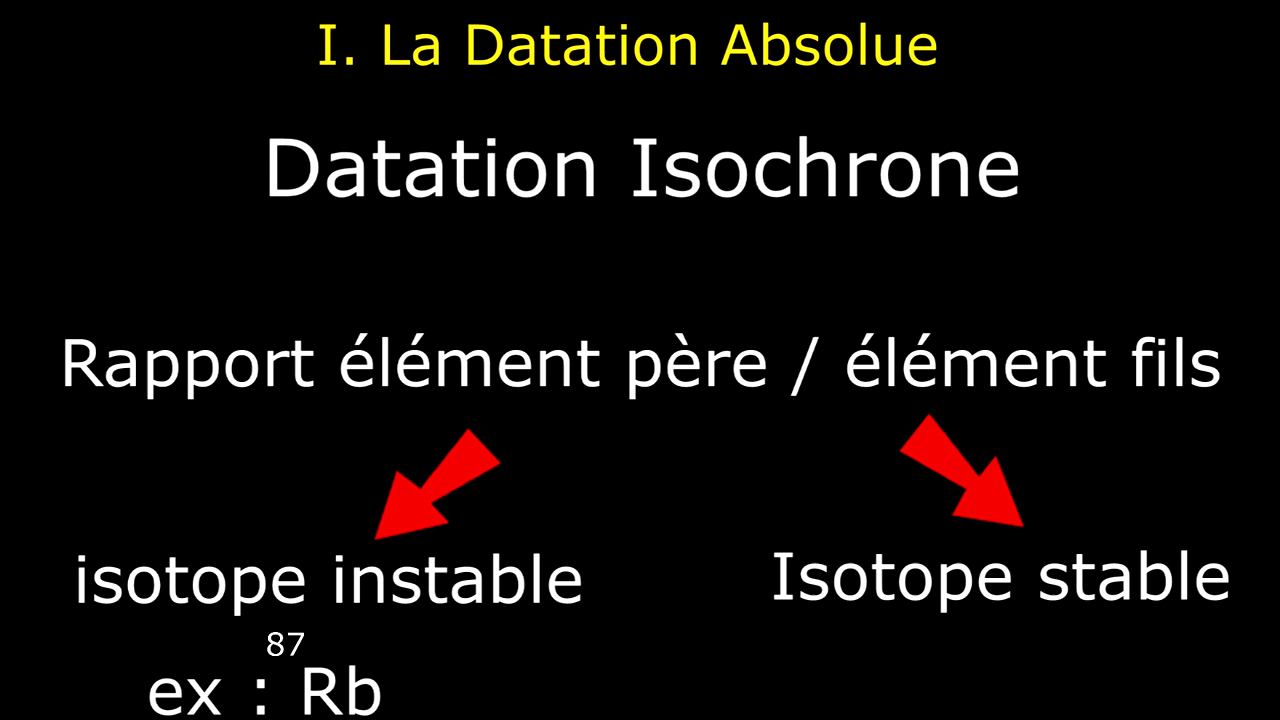 I. La Datation Absolue
Datation Isochrone
Rapport élément père / élément fils
isotope instable
Isotope stable
87
ex : Rb